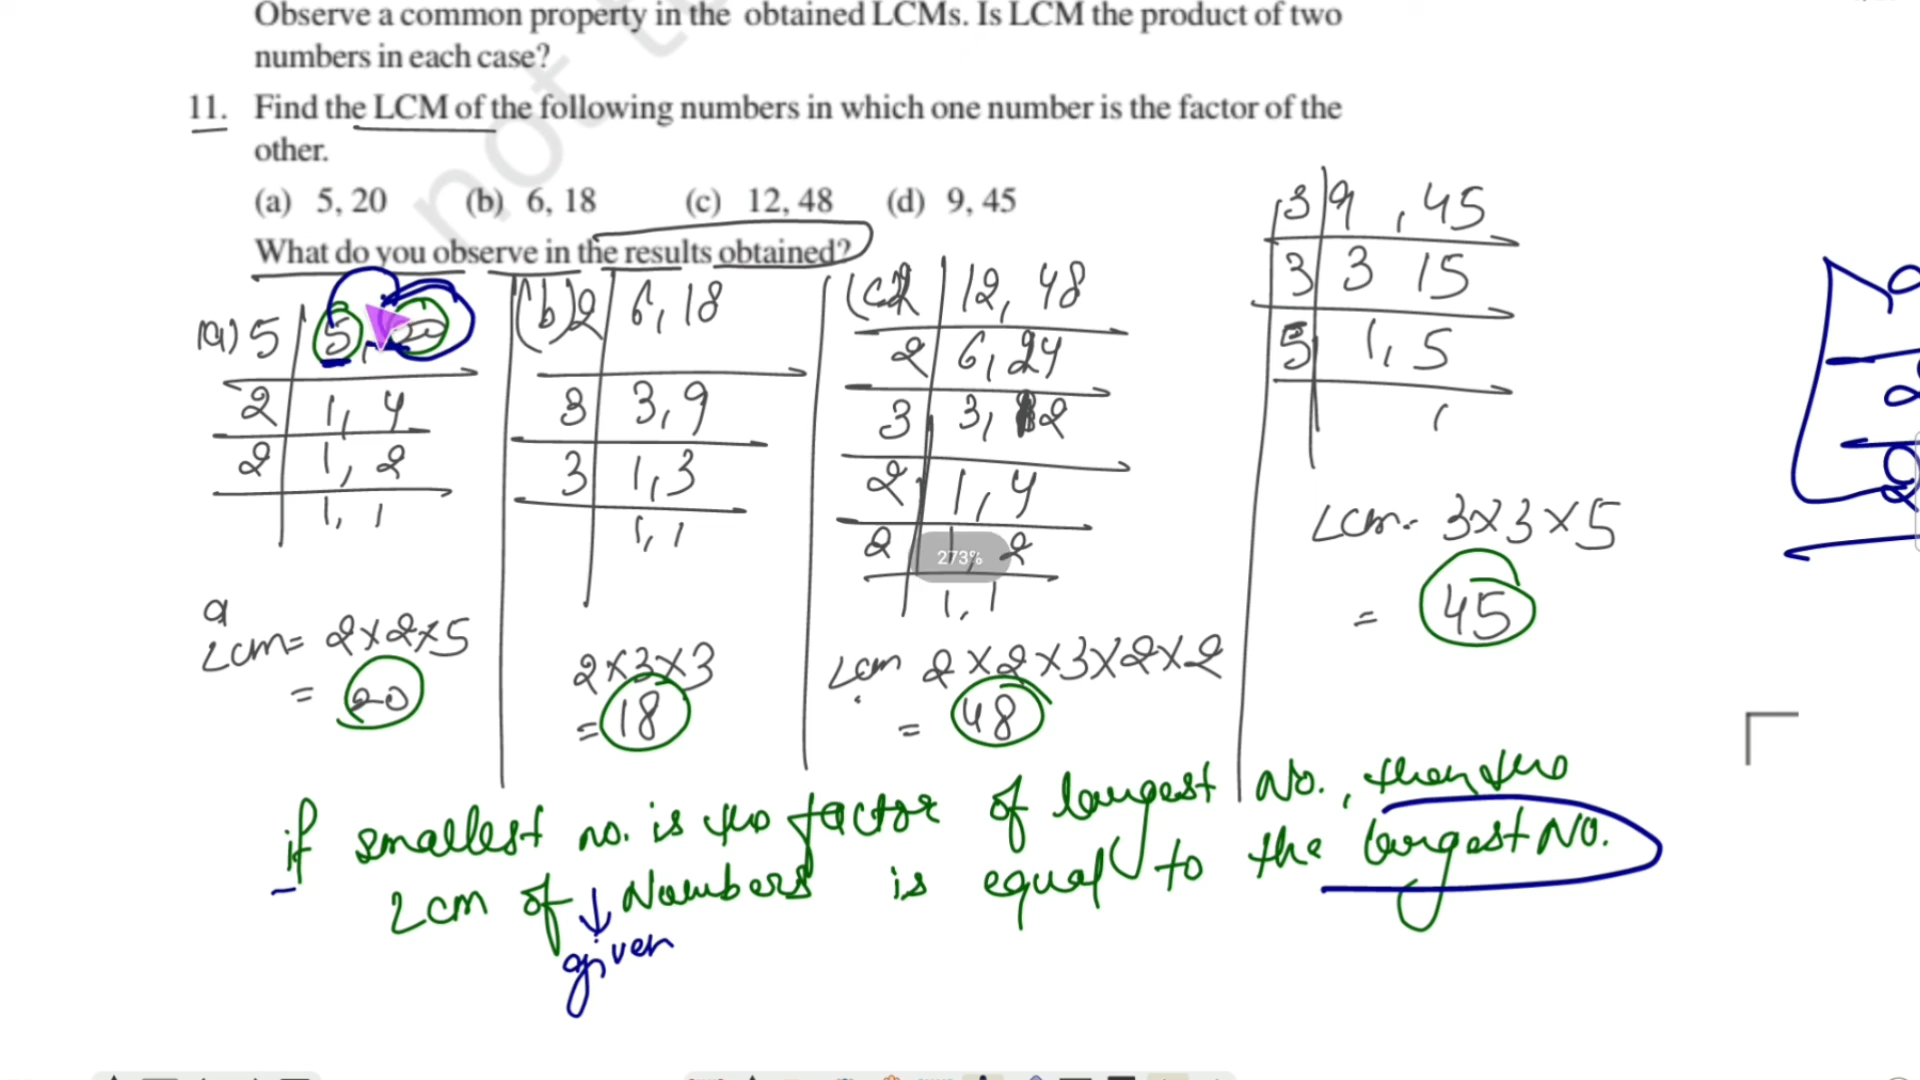 Observe a common property in the obtained LCMs. Is LCM the product of two
numbers in each case?
11. Find the LCM of the following numbers in which one number is the factor of the
other.
(a) 5, 20 (b) 6, 18 (c) 12, 48 (d) 9, 45
What do you observe in the results obtained?
not
(a) 5 | 5, 20
2 | 1, 4
2 | 1, 2
1, 1
a
Lcm = 2×2×5
= 20
(b) 2 | 6, 18
3 | 3, 9
3 | 1, 3
1, 1
2×3×3
= 18
(c) 2 | 12, 48
2 | 6, 24
3 | 3, 12
2 | 1, 4
2 | 1, 2
273%
1, 1
Lcm 2×2×3×2×2
= 48
3 | 9, 45
3 | 3 15
5 | 1, 5
1
Lcm = 3×3×5
= 45
if smallest no. is the factor of largest No., then the
Lcm of ↓ Numbers is equal to the largest No.
given